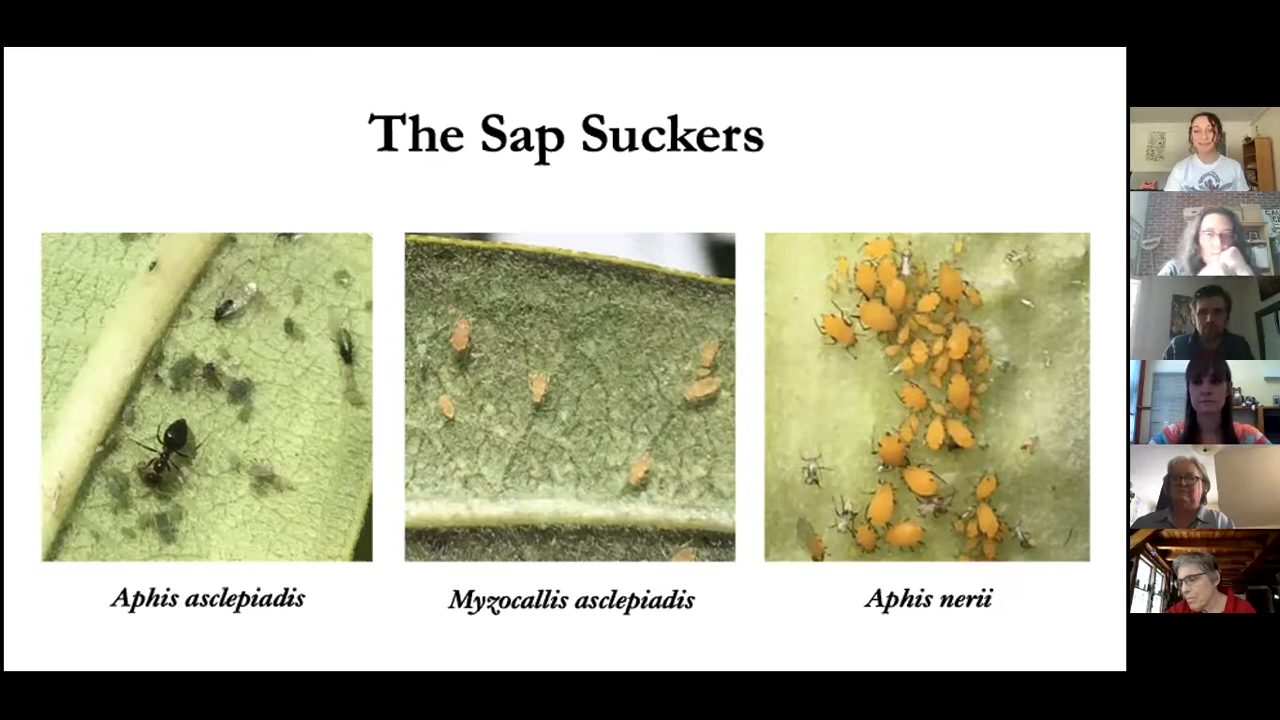 The Sap Suckers
Aphis asclepiadis
Myzocallis asclepiadis
Aphis nerii